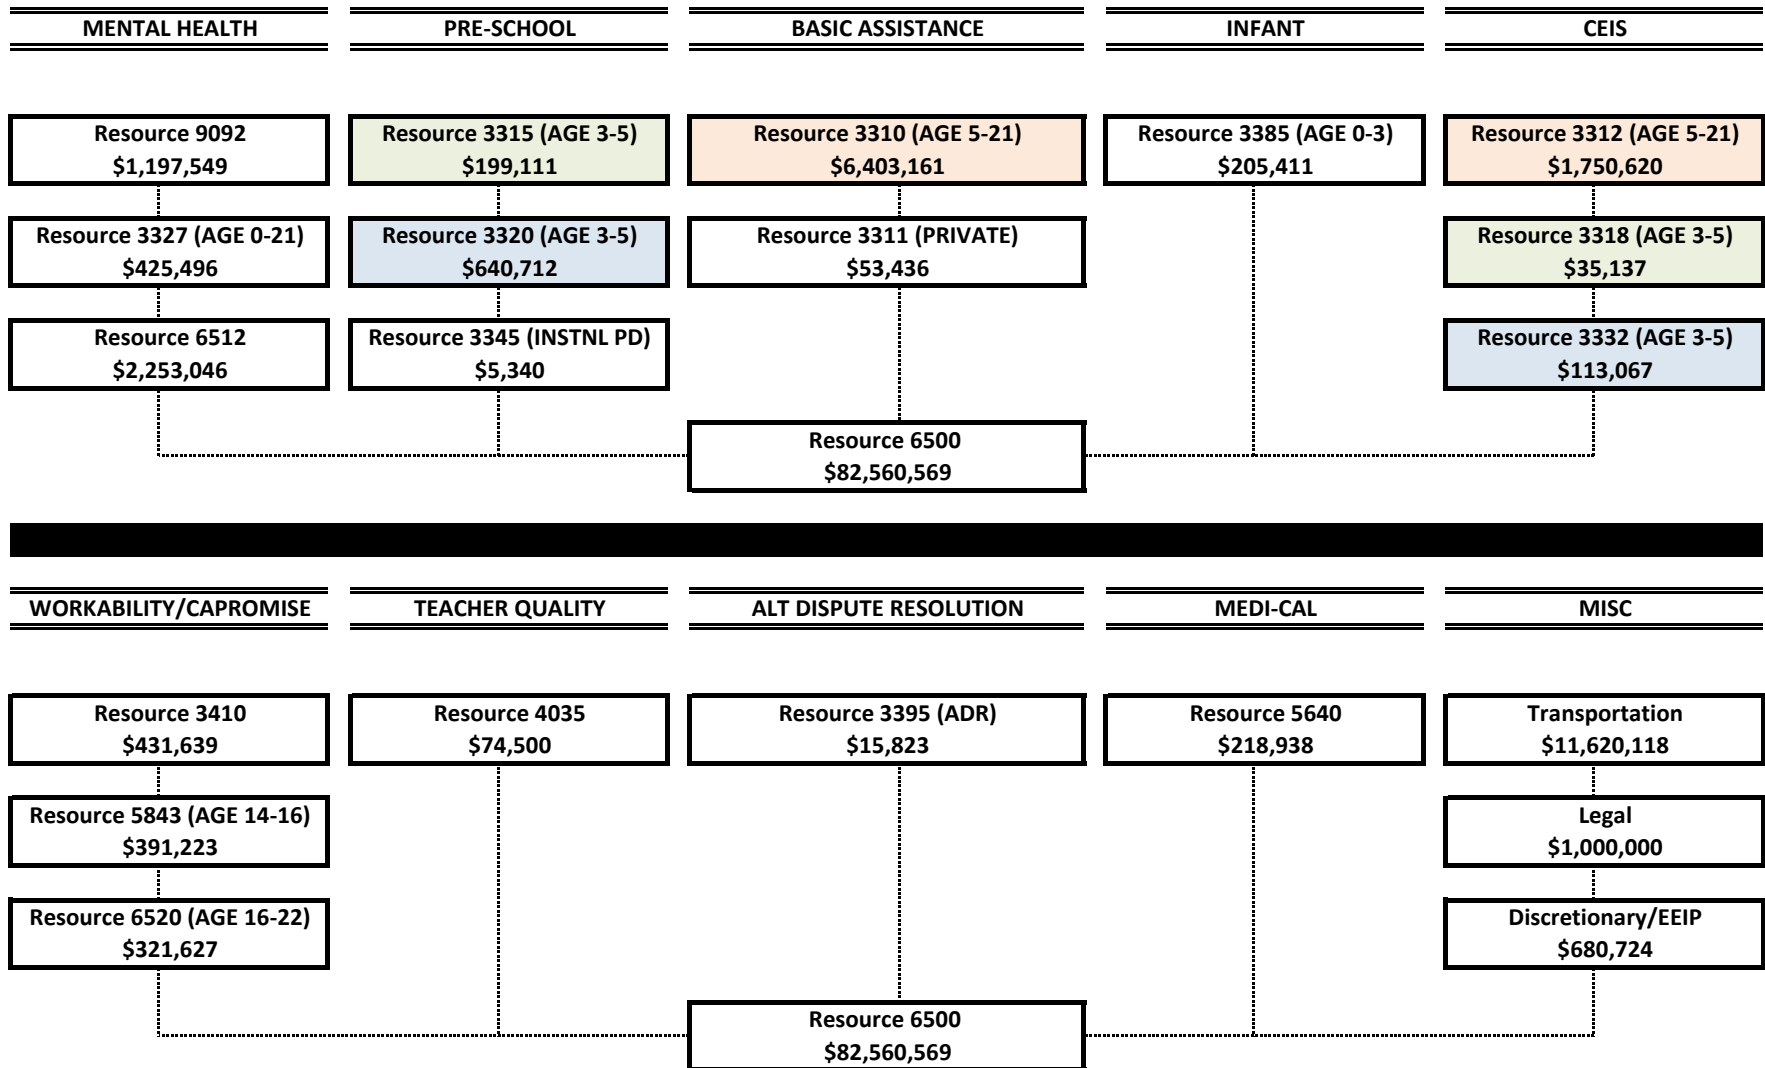 MENTAL HEALTH
PRE-SCHOOL
BASIC ASSISTANCE
INFANT
CEIS
Resource 9092
$1,197,549
Resource 3315 (AGE 3-5)
$199,111
Resource 3310 (AGE 5-21)
$6,403,161
Resource 3385 (AGE 0-3)
$205,411
Resource 3312 (AGE 5-21)
$1,750,620
Resource 3327 (AGE 0-21)
$425,496
Resource 3320 (AGE 3-5)
$640,712
Resource 3311 (PRIVATE)
$53,436
Resource 3318 (AGE 3-5)
$35,137
Resource 6512
$2,253,046
Resource 3345 (INSTNL PD)
$5,340
Resource 3332 (AGE 3-5)
$113,067
Resource 6500
$82,560,569
WORKABILITY/CAPROMISE
TEACHER QUALITY
ALT DISPUTE RESOLUTION
MEDI-CAL
MISC
Resource 3410
$431,639
Resource 4035
$74,500
Resource 3395 (ADR)
$15,823
Resource 5640
$218,938
Transportation
$11,620,118
Resource 5843 (AGE 14-16)
$391,223
Legal
$1,000,000
Resource 6520 (AGE 16-22)
$321,627
Discretionary/EEIP
$680,724
Resource 6500
$82,560,569